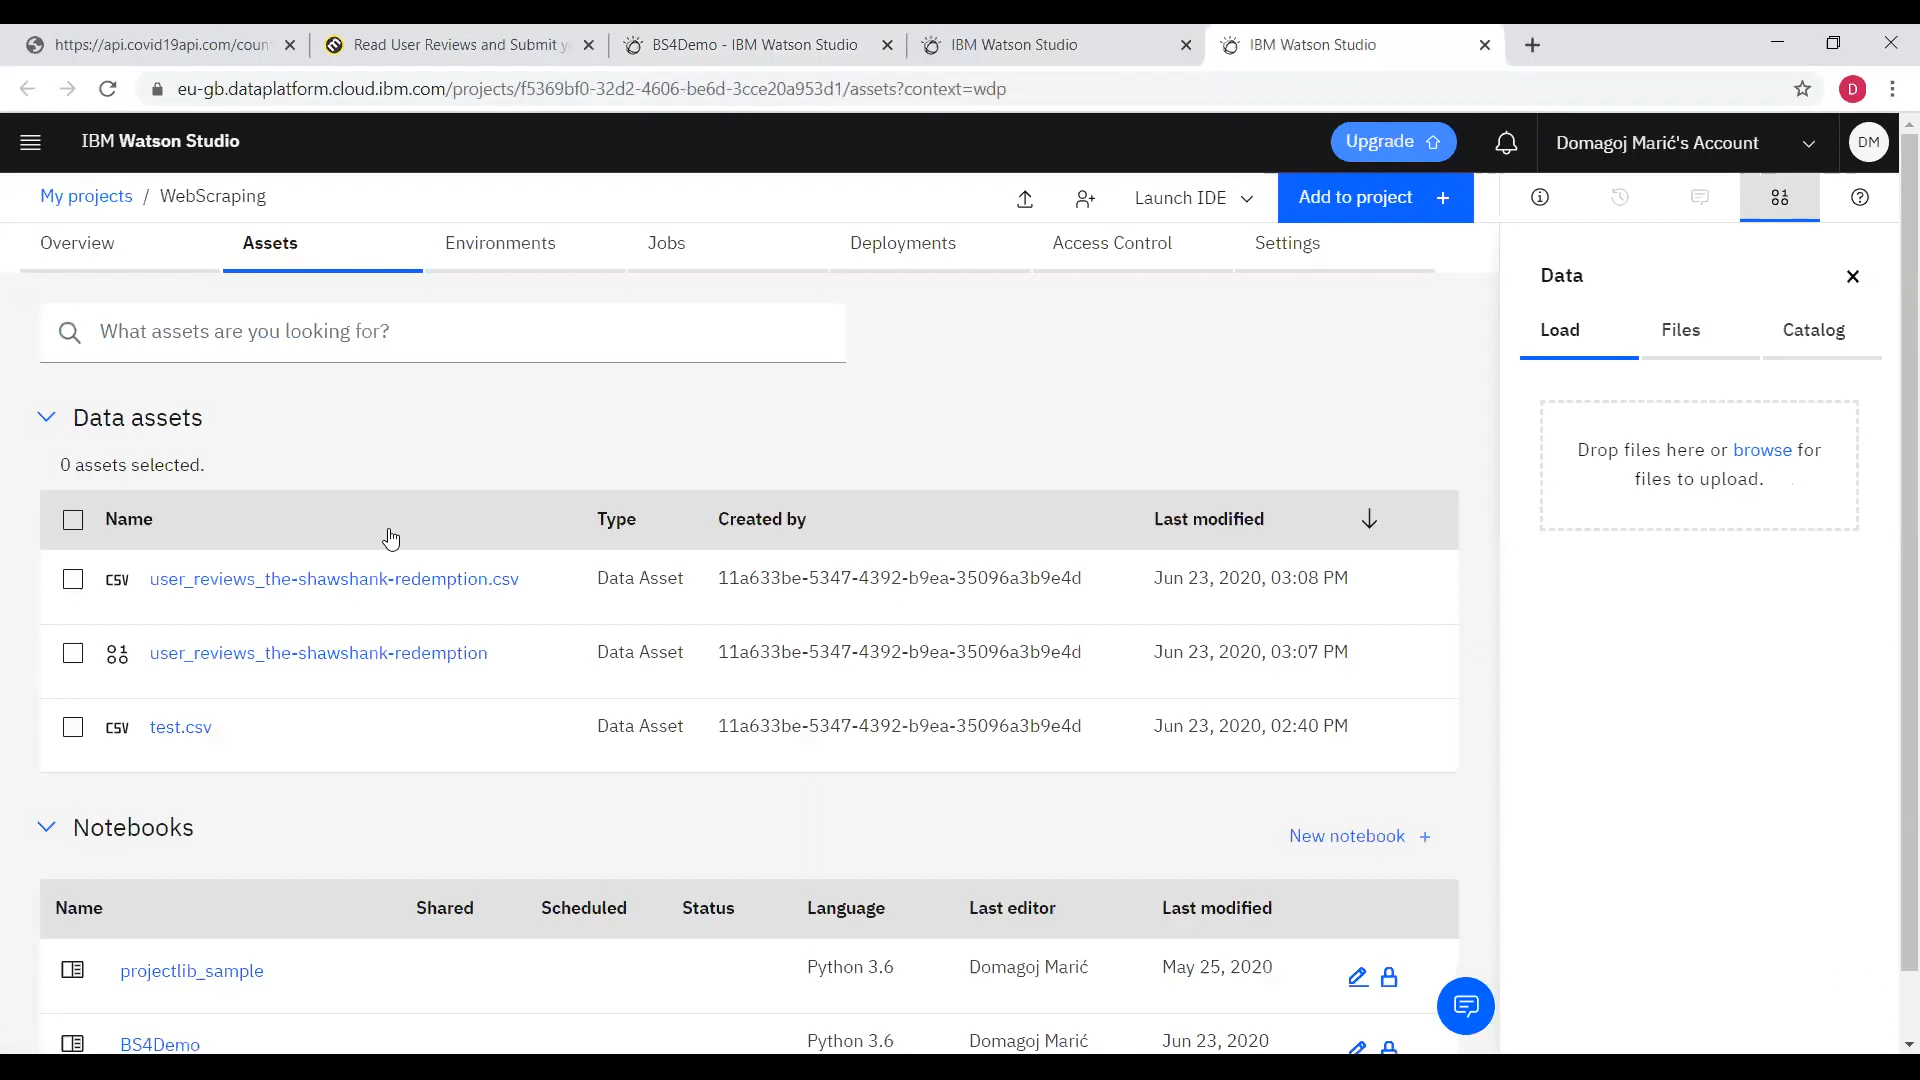 https://api.covid19api.com/coun
Read User Reviews and Submit y
BS4Demo - IBM Watson Studio
IBM Watson Studio
IBM Watson Studio
eu-gb.dataplatform.cloud.ibm.com/projects/f5369bf0-32d2-4606-be6d-3cce20a953d1/assets?context=wdp
D
IBM Watson Studio
Upgrade
Domagoj Marić's Account
DM
My projects / WebScraping
Launch IDE
Add to project +
Overview
Assets
Environments
Jobs
Deployments
Access Control
Settings
What assets are you looking for?
Data assets
0 assets selected.
Name Type Created by Last modified
CSV user_reviews_the-shawshank-redemption.csv Data Asset 11a633be-5347-4392-b9ea-35096a3b9e4d Jun 23, 2020, 03:08 PM
user_reviews_the-shawshank-redemption Data Asset 11a633be-5347-4392-b9ea-35096a3b9e4d Jun 23, 2020, 03:07 PM
CSV test.csv Data Asset 11a633be-5347-4392-b9ea-35096a3b9e4d Jun 23, 2020, 02:40 PM
Notebooks
New notebook +
Name Shared Scheduled Status Language Last editor Last modified
projectlib_sample Python 3.6 Domagoj Marić May 25, 2020
BS4Demo Python 3.6 Domagoj Marić Jun 23, 2020
Data
Load Files Catalog
Drop files here or browse for
files to upload.